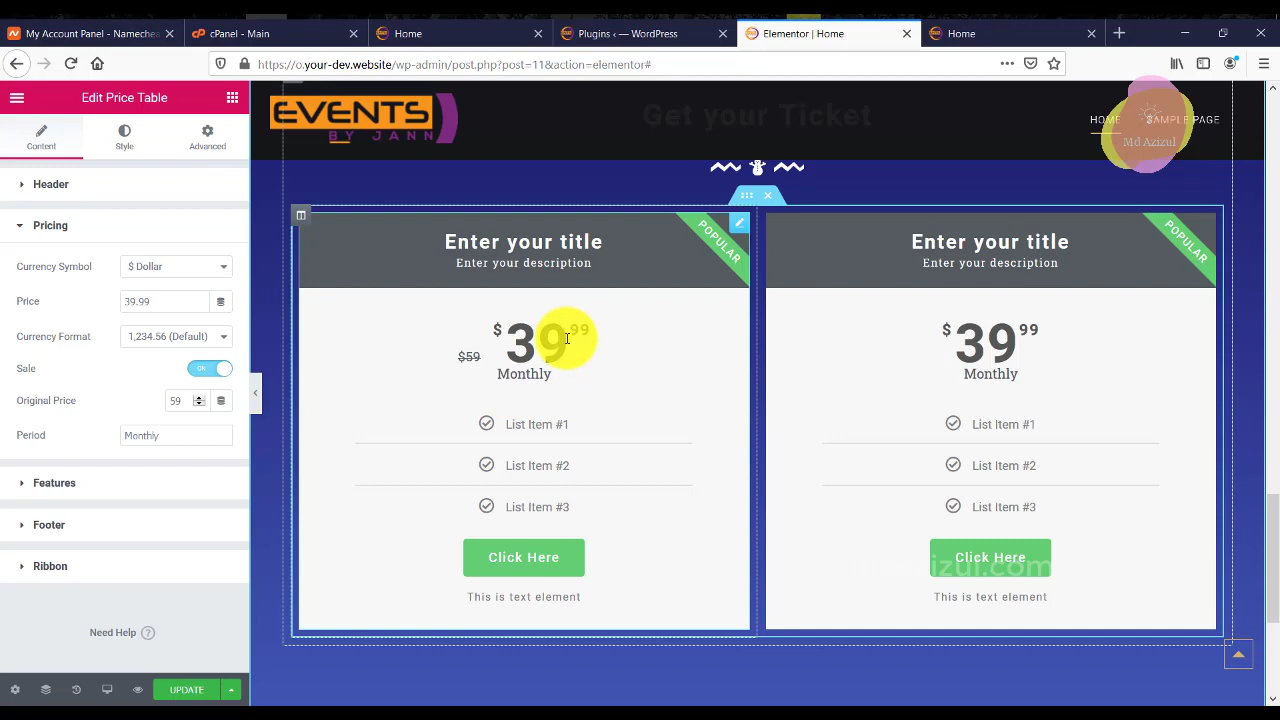 My Account Panel - Namecheap
cPanel - Main
Home
Plugins ‹ — WordPress
Elementor | Home
Home
https://o.your-dev.website/wp-admin/post.php?post=11&action=elementor#
Edit Price Table
Content
Style
Advanced
Header
Pricing
Currency Symbol
$ Dollar
Price
39.99
Currency Format
1,234.56 (Default)
Sale
ON
Original Price
59
Period
Monthly
Features
Footer
Ribbon
Need Help
UPDATE
EVENTS
BY JANN
Get your Ticket
HOME
SAMPLE PAGE
Md Azizul
Enter your title
Enter your description
POPULAR
$59
$39 99
Monthly
List Item #1
List Item #2
List Item #3
Click Here
This is text element
Enter your title
Enter your description
POPULAR
$39 99
Monthly
List Item #1
List Item #2
List Item #3
Click Here
This is text element